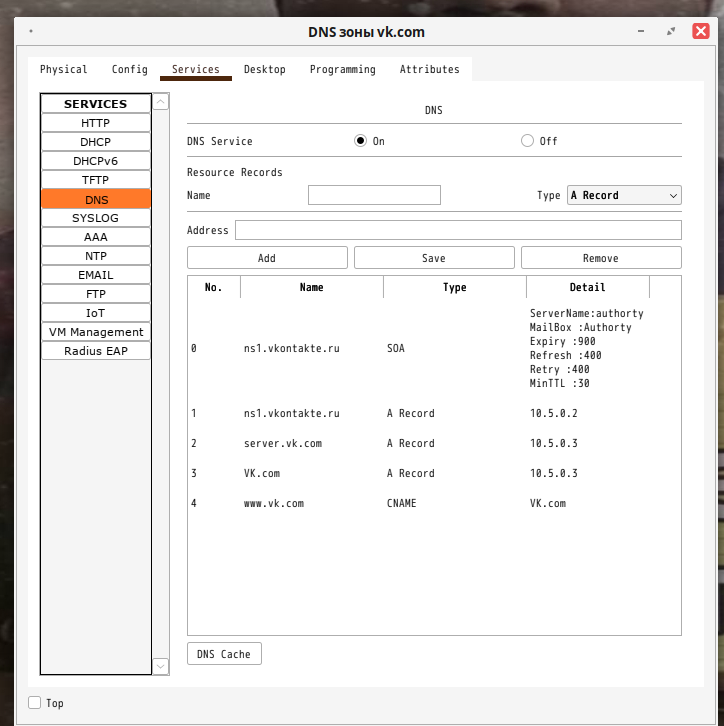 DNS зоны vk.com
Physical Config Services Desktop Programming Attributes
SERVICES
HTTP
DHCP
DHCPv6
TFTP
DNS
SYSLOG
AAA
NTP
EMAIL
FTP
IoT
VM Management
Radius EAP
DNS
DNS Service On Off
Resource Records
Name Type A Record
Address
Add Save Remove
No. Name Type Detail
0 ns1.vkontakte.ru SOA ServerName:authorty
MailBox :Authorty
Expiry :900
Refresh :400
Retry :400
MinTTL :30
1 ns1.vkontakte.ru A Record 10.5.0.2
2 server.vk.com A Record 10.5.0.3
3 VK.com A Record 10.5.0.3
4 www.vk.com CNAME VK.com
DNS Cache
Top